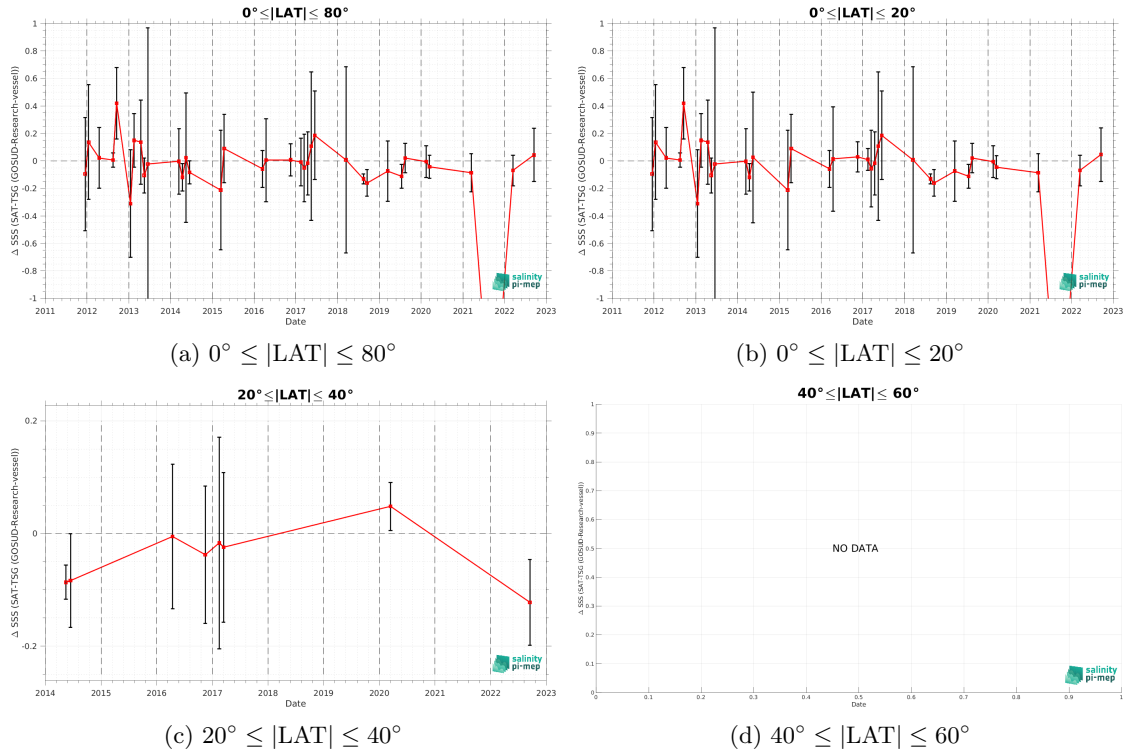 0°≤|LAT|≤ 80°
Δ SSS (SAT-TSG (GOSUD-Research-vessel))
1
0.8
0.6
0.4
0.2
0
-0.2
-0.4
-0.6
-0.8
-1
2011 2012 2013 2014 2015 2016 2017 2018 2019 2020 2021 2022 2023
Date
salinity
pi-mep
(a) 0° ≤ |LAT| ≤ 80°
0°≤|LAT|≤ 20°
Δ SSS (SAT-TSG (GOSUD-Research-vessel))
1
0.8
0.6
0.4
0.2
0
-0.2
-0.4
-0.6
-0.8
-1
2011 2012 2013 2014 2015 2016 2017 2018 2019 2020 2021 2022 2023
Date
salinity
pi-mep
(b) 0° ≤ |LAT| ≤ 20°
20°≤|LAT|≤ 40°
Δ SSS (SAT-TSG (GOSUD-Research-vessel))
0.2
0
-0.2
2014 2015 2016 2017 2018 2019 2020 2021 2022 2023
Date
salinity
pi-mep
(c) 20° ≤ |LAT| ≤ 40°
40°≤|LAT|≤ 60°
Δ SSS (SAT-TSG (GOSUD-Research-vessel))
1
0.9
0.8
0.7
0.6
0.5
0.4
0.3
0.2
0.1
0
NO DATA
0 0.1 0.2 0.3 0.4 0.5 0.6 0.7 0.8 0.9 1
Date
salinity
pi-mep
(d) 40° ≤ |LAT| ≤ 60°